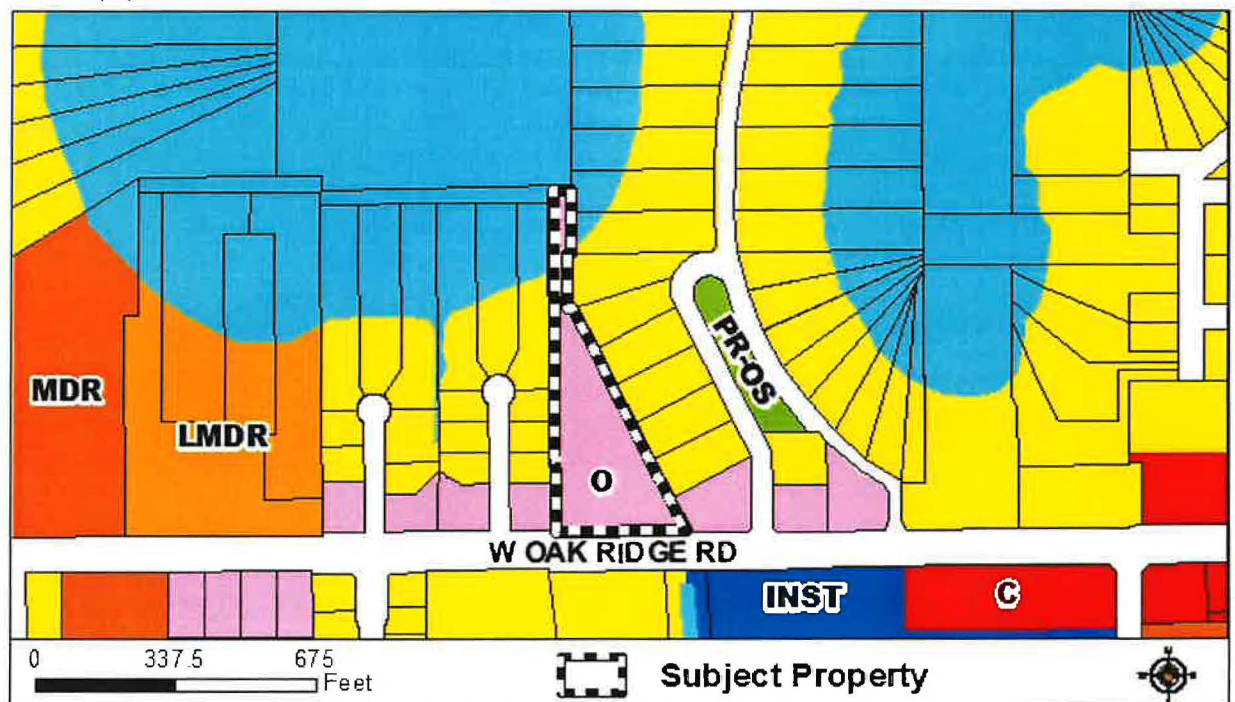 PR-OS
MDR
LMDR
O
W OAK RIDGE RD
INST
C
0 337.5 675
Feet
Subject Property